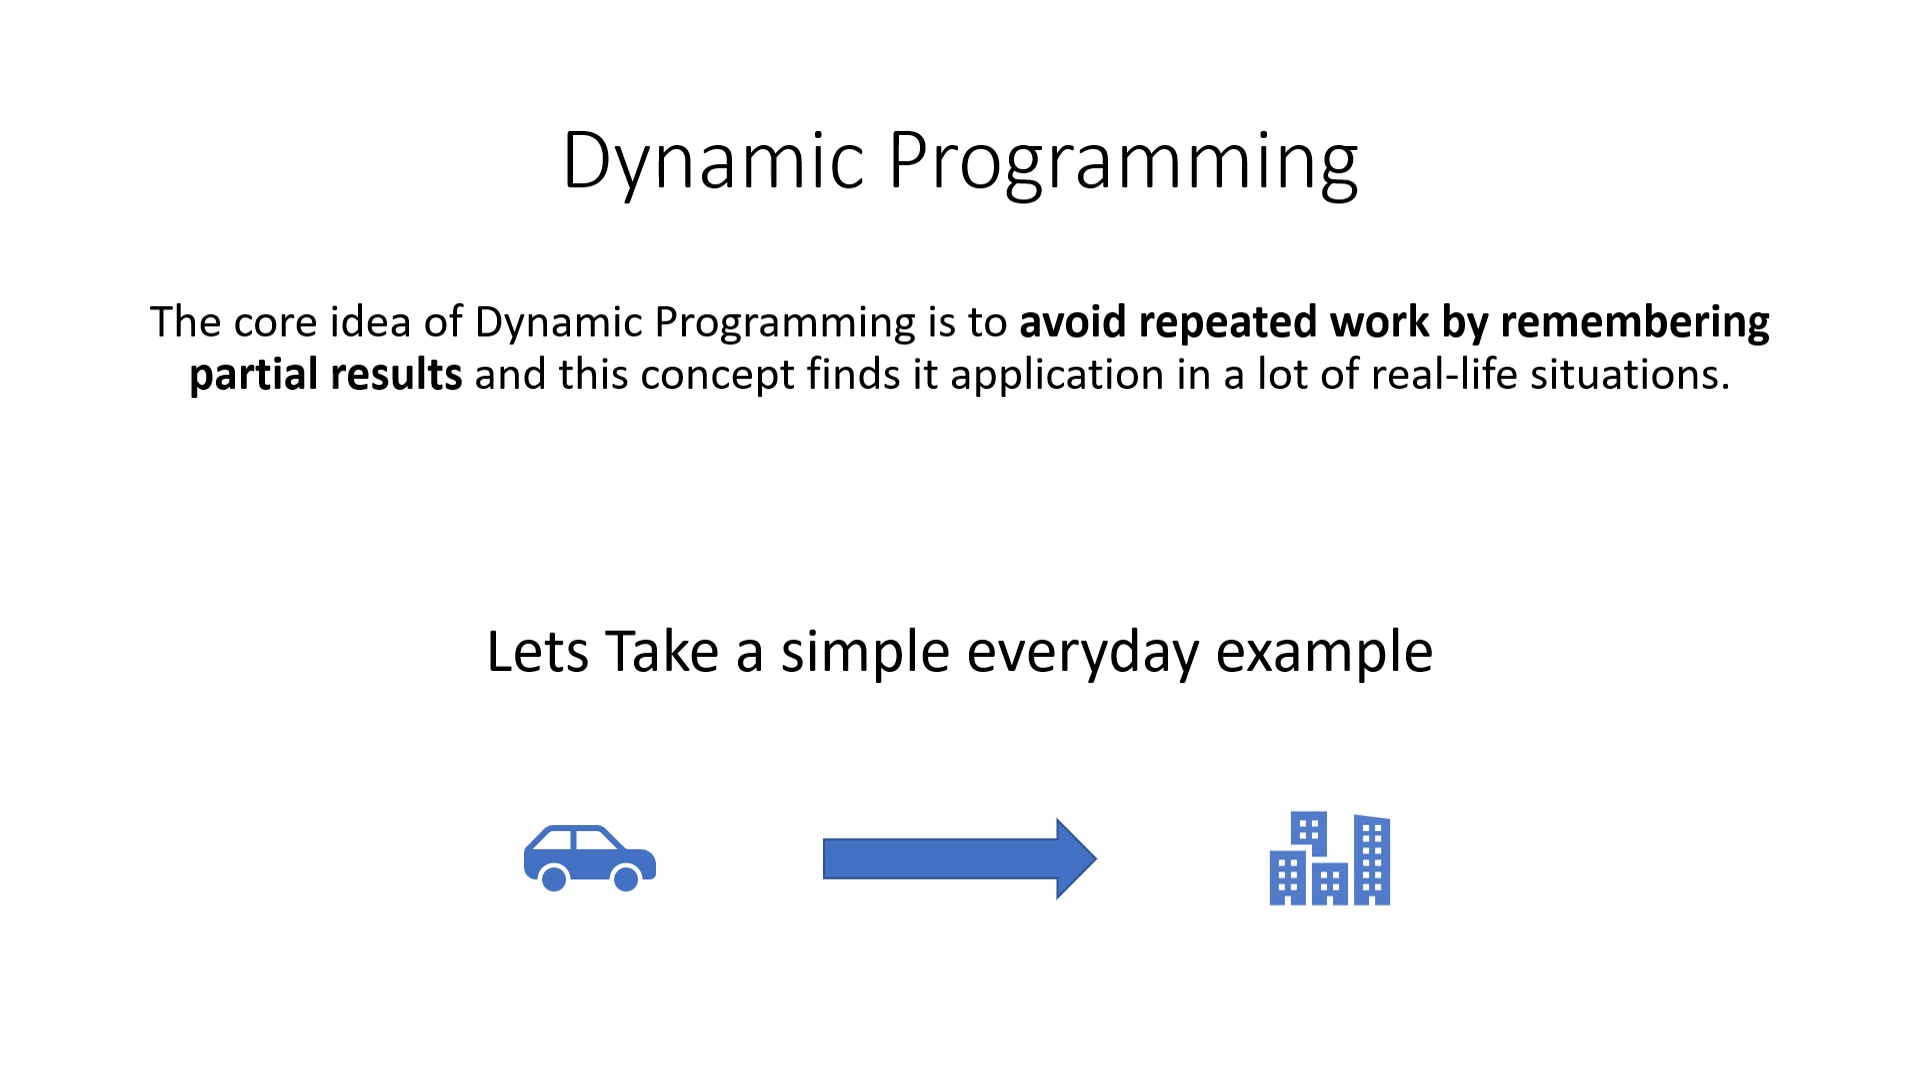 Dynamic Programming
The core idea of Dynamic Programming is to avoid repeated work by remembering
partial results and this concept finds it application in a lot of real-life situations.
Lets Take a simple everyday example